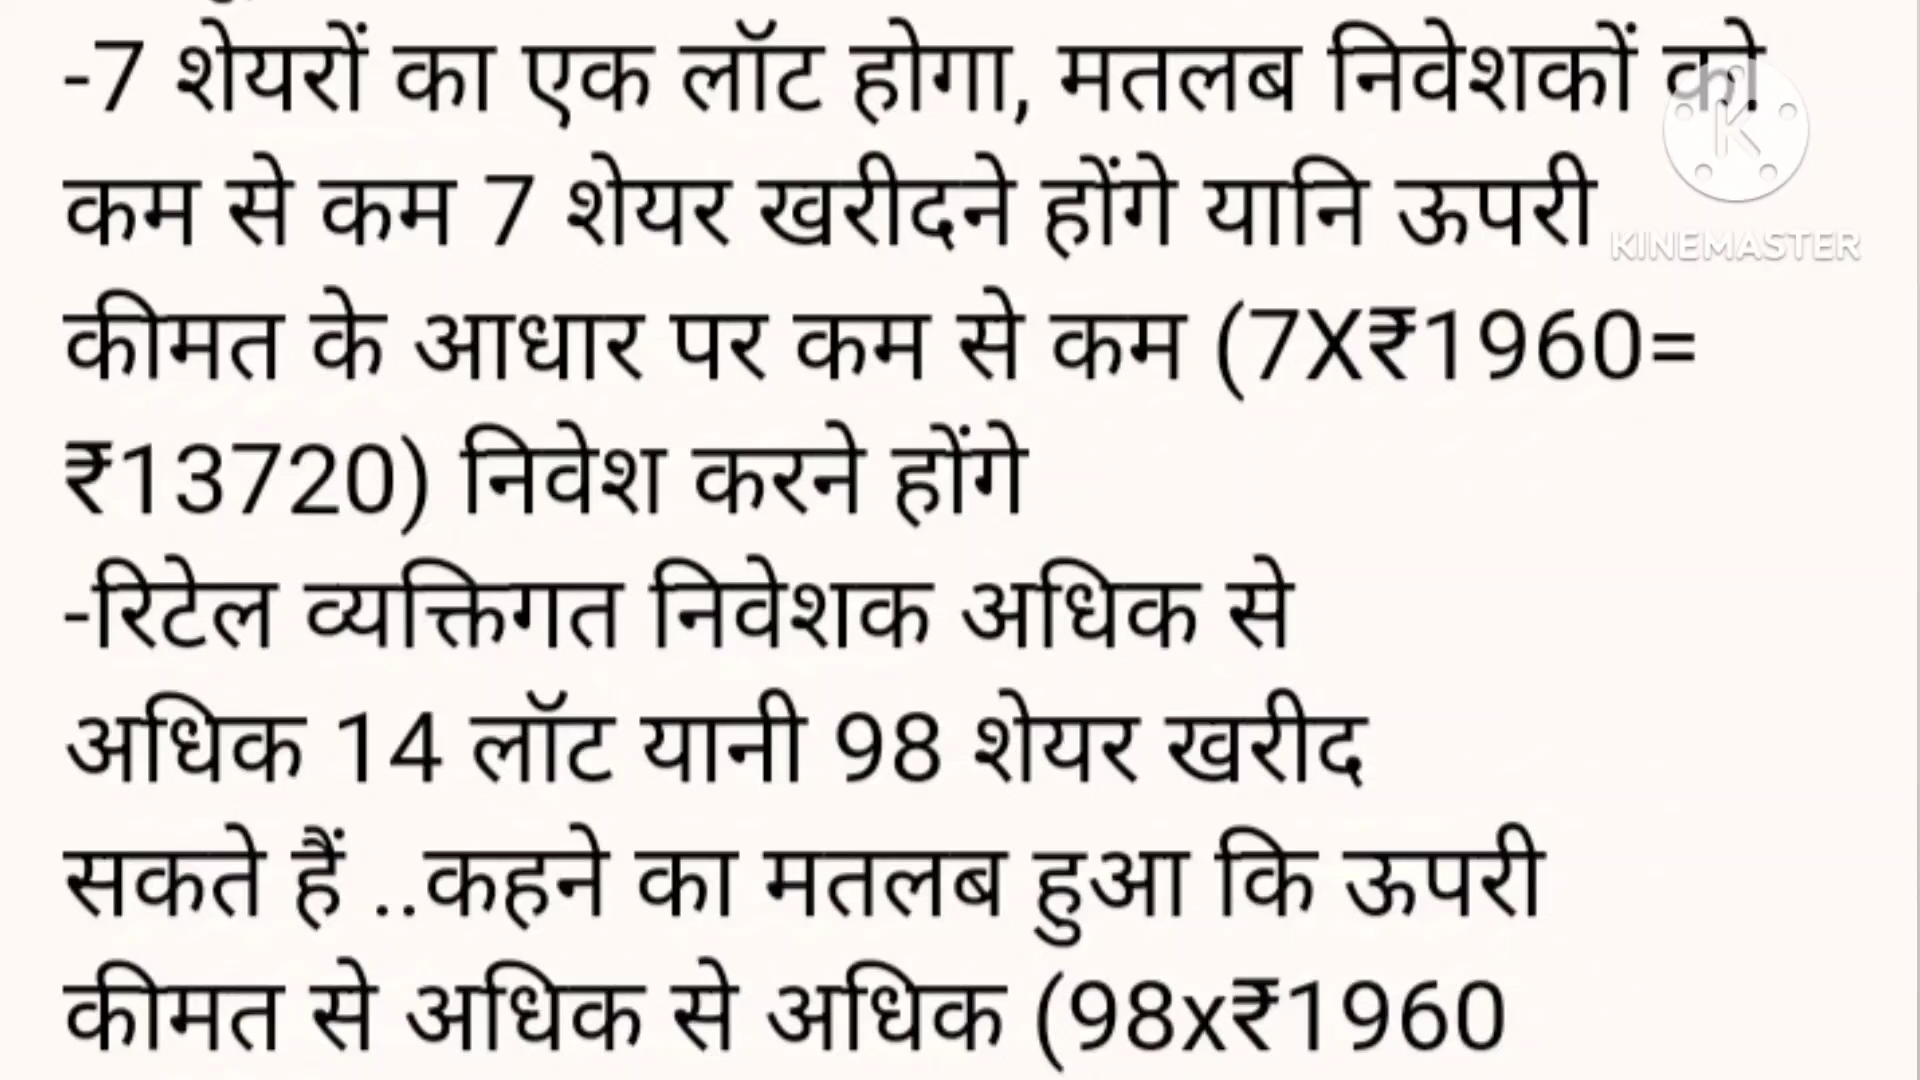 -7 शेयरों का एक लॉट होगा, मतलब निवेशकों को
कम से कम 7 शेयर खरीदने होंगे यानि ऊपरी
KINEMASTER
कीमत के आधार पर कम से कम (7X₹1960=
₹13720) निवेश करने होंगे
-रिटेल व्यक्तिगत निवेशक अधिक से
अधिक 14 लॉट यानी 98 शेयर खरीद
सकते हैं ..कहने का मतलब हुआ कि ऊपरी
कीमत से अधिक से अधिक (98x₹1960